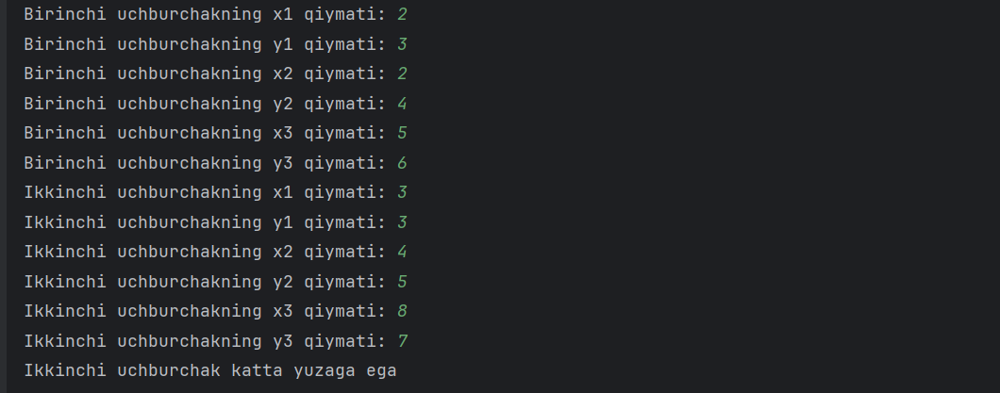 Birinchi uchburchakning x1 qiymati: 2
Birinchi uchburchakning y1 qiymati: 3
Birinchi uchburchakning x2 qiymati: 2
Birinchi uchburchakning y2 qiymati: 4
Birinchi uchburchakning x3 qiymati: 5
Birinchi uchburchakning y3 qiymati: 6
Ikkinchi uchburchakning x1 qiymati: 3
Ikkinchi uchburchakning y1 qiymati: 3
Ikkinchi uchburchakning x2 qiymati: 4
Ikkinchi uchburchakning y2 qiymati: 5
Ikkinchi uchburchakning x3 qiymati: 8
Ikkinchi uchburchakning y3 qiymati: 7
Ikkinchi uchburchak katta yuzaga ega